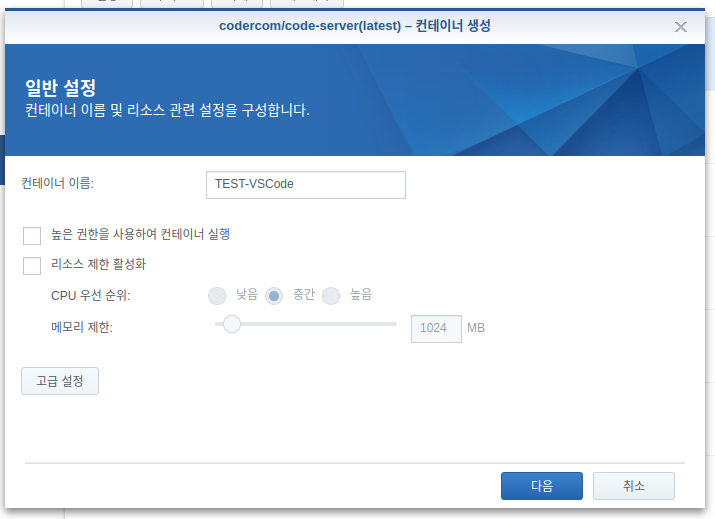 codercom/code-server(latest) – 컨테이너 생성
일반 설정
컨테이너 이름 및 리소스 관련 설정을 구성합니다.
컨테이너 이름: TEST-VSCode
높은 권한을 사용하여 컨테이너 실행
리소스 제한 활성화
CPU 우선 순위: 낮음 중간 높음
메모리 제한: 1024 MB
고급 설정
다음 취소